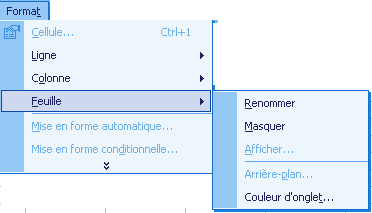 Format
Cellule... Ctrl+1
Ligne
Colonne
Feuille
Renommer
Masquer
Afficher...
Arrière-plan...
Couleur d'onglet...
Mise en forme automatique...
Mise en forme conditionnelle...